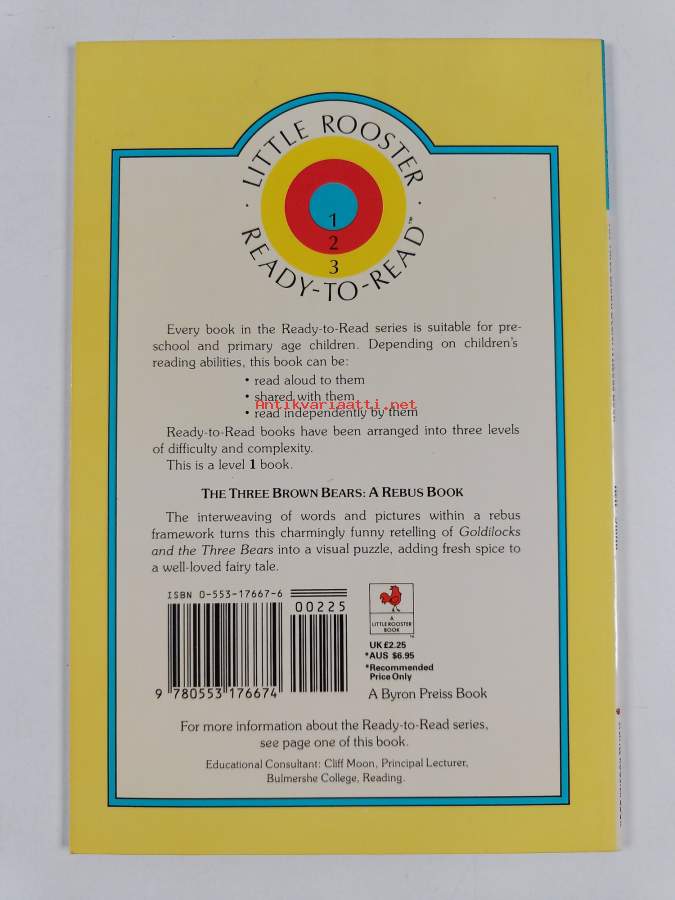 LITTLE ROOSTER
1
2
3
READY-TO-READ™
Every book in the Ready-to-Read series is suitable for pre-
school and primary age children. Depending on children's
reading abilities, this book can be:
• read aloud to them
• shared with them
Antikvariaatti.net
• read independently by them
Ready-to-Read books have been arranged into three levels
of difficulty and complexity.
This is a level 1 book.
THE THREE BROWN BEARS: A REBUS BOOK
The interweaving of words and pictures within a rebus
framework turns this charmingly funny retelling of Goldilocks
and the Three Bears into a visual puzzle, adding fresh spice to
a well-loved fairy tale.
ISBN 0-553-17667-6
00225
9 780553 176674
A
LITTLE ROOSTER
BOOK
™
UK £2.25
*AUS $6.95
*Recommended
Price Only
A Byron Preiss Book
For more information about the Ready-to-Read series,
see page one of this book.
Educational Consultant: Cliff Moon, Principal Lecturer,
Bulmershe College, Reading.